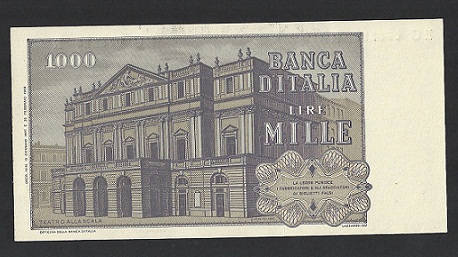 1000
BANCA
D'ITALIA
LIRE
MILLE
LA LEGGE PUNISCE
I FABBRICATORI E GLI SPACCIATORI
DI BIGLIETTI FALSI
TEATRO ALLA SCALA
OFFICINA DELLA BANCA D'ITALIA